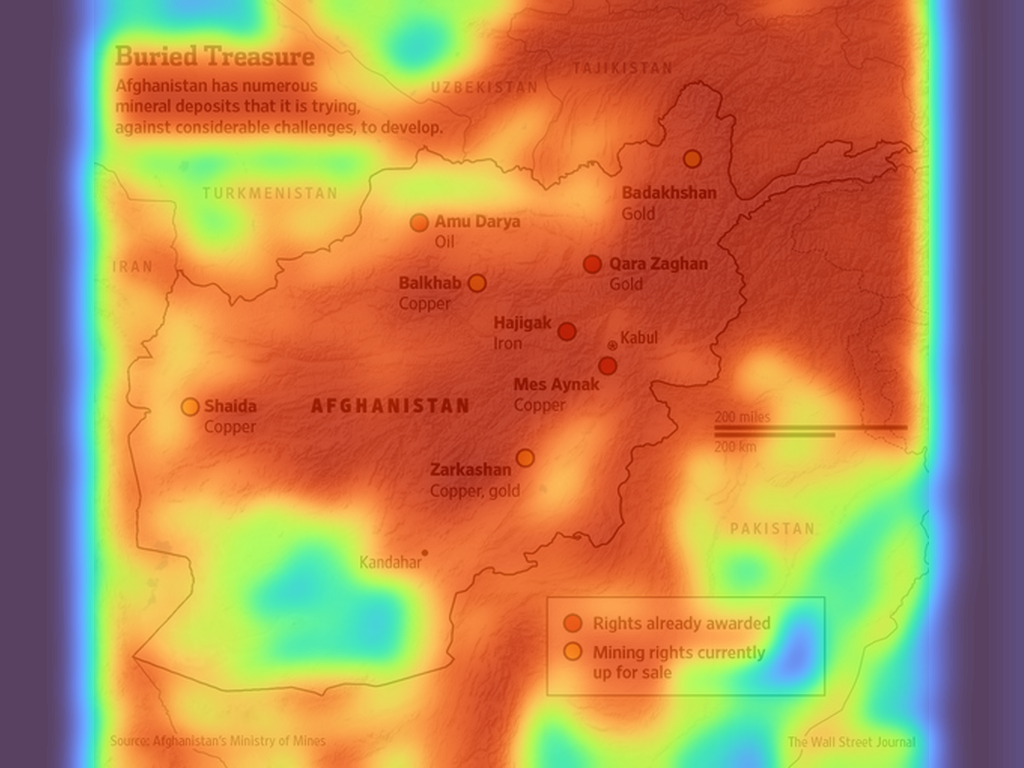 Buried Treasure
Afghanistan has numerous
mineral deposits that it is trying,
against considerable challenges, to develop.
UZBEKISTAN
TAJIKISTAN
TURKMENISTAN
IRAN
Badakhshan
Gold
Amu Darya
Oil
Qara Zaghan
Gold
Balkhab
Copper
Hajigak
Iron
Kabul
Mes Aynak
Copper
Shaida
Copper
AFGHANISTAN
200 miles
200 km
Zarkashan
Copper, gold
PAKISTAN
Kandahar
Rights already awarded
Mining rights currently
up for sale
Source: Afghanistan's Ministry of Mines
The Wall Street Journal